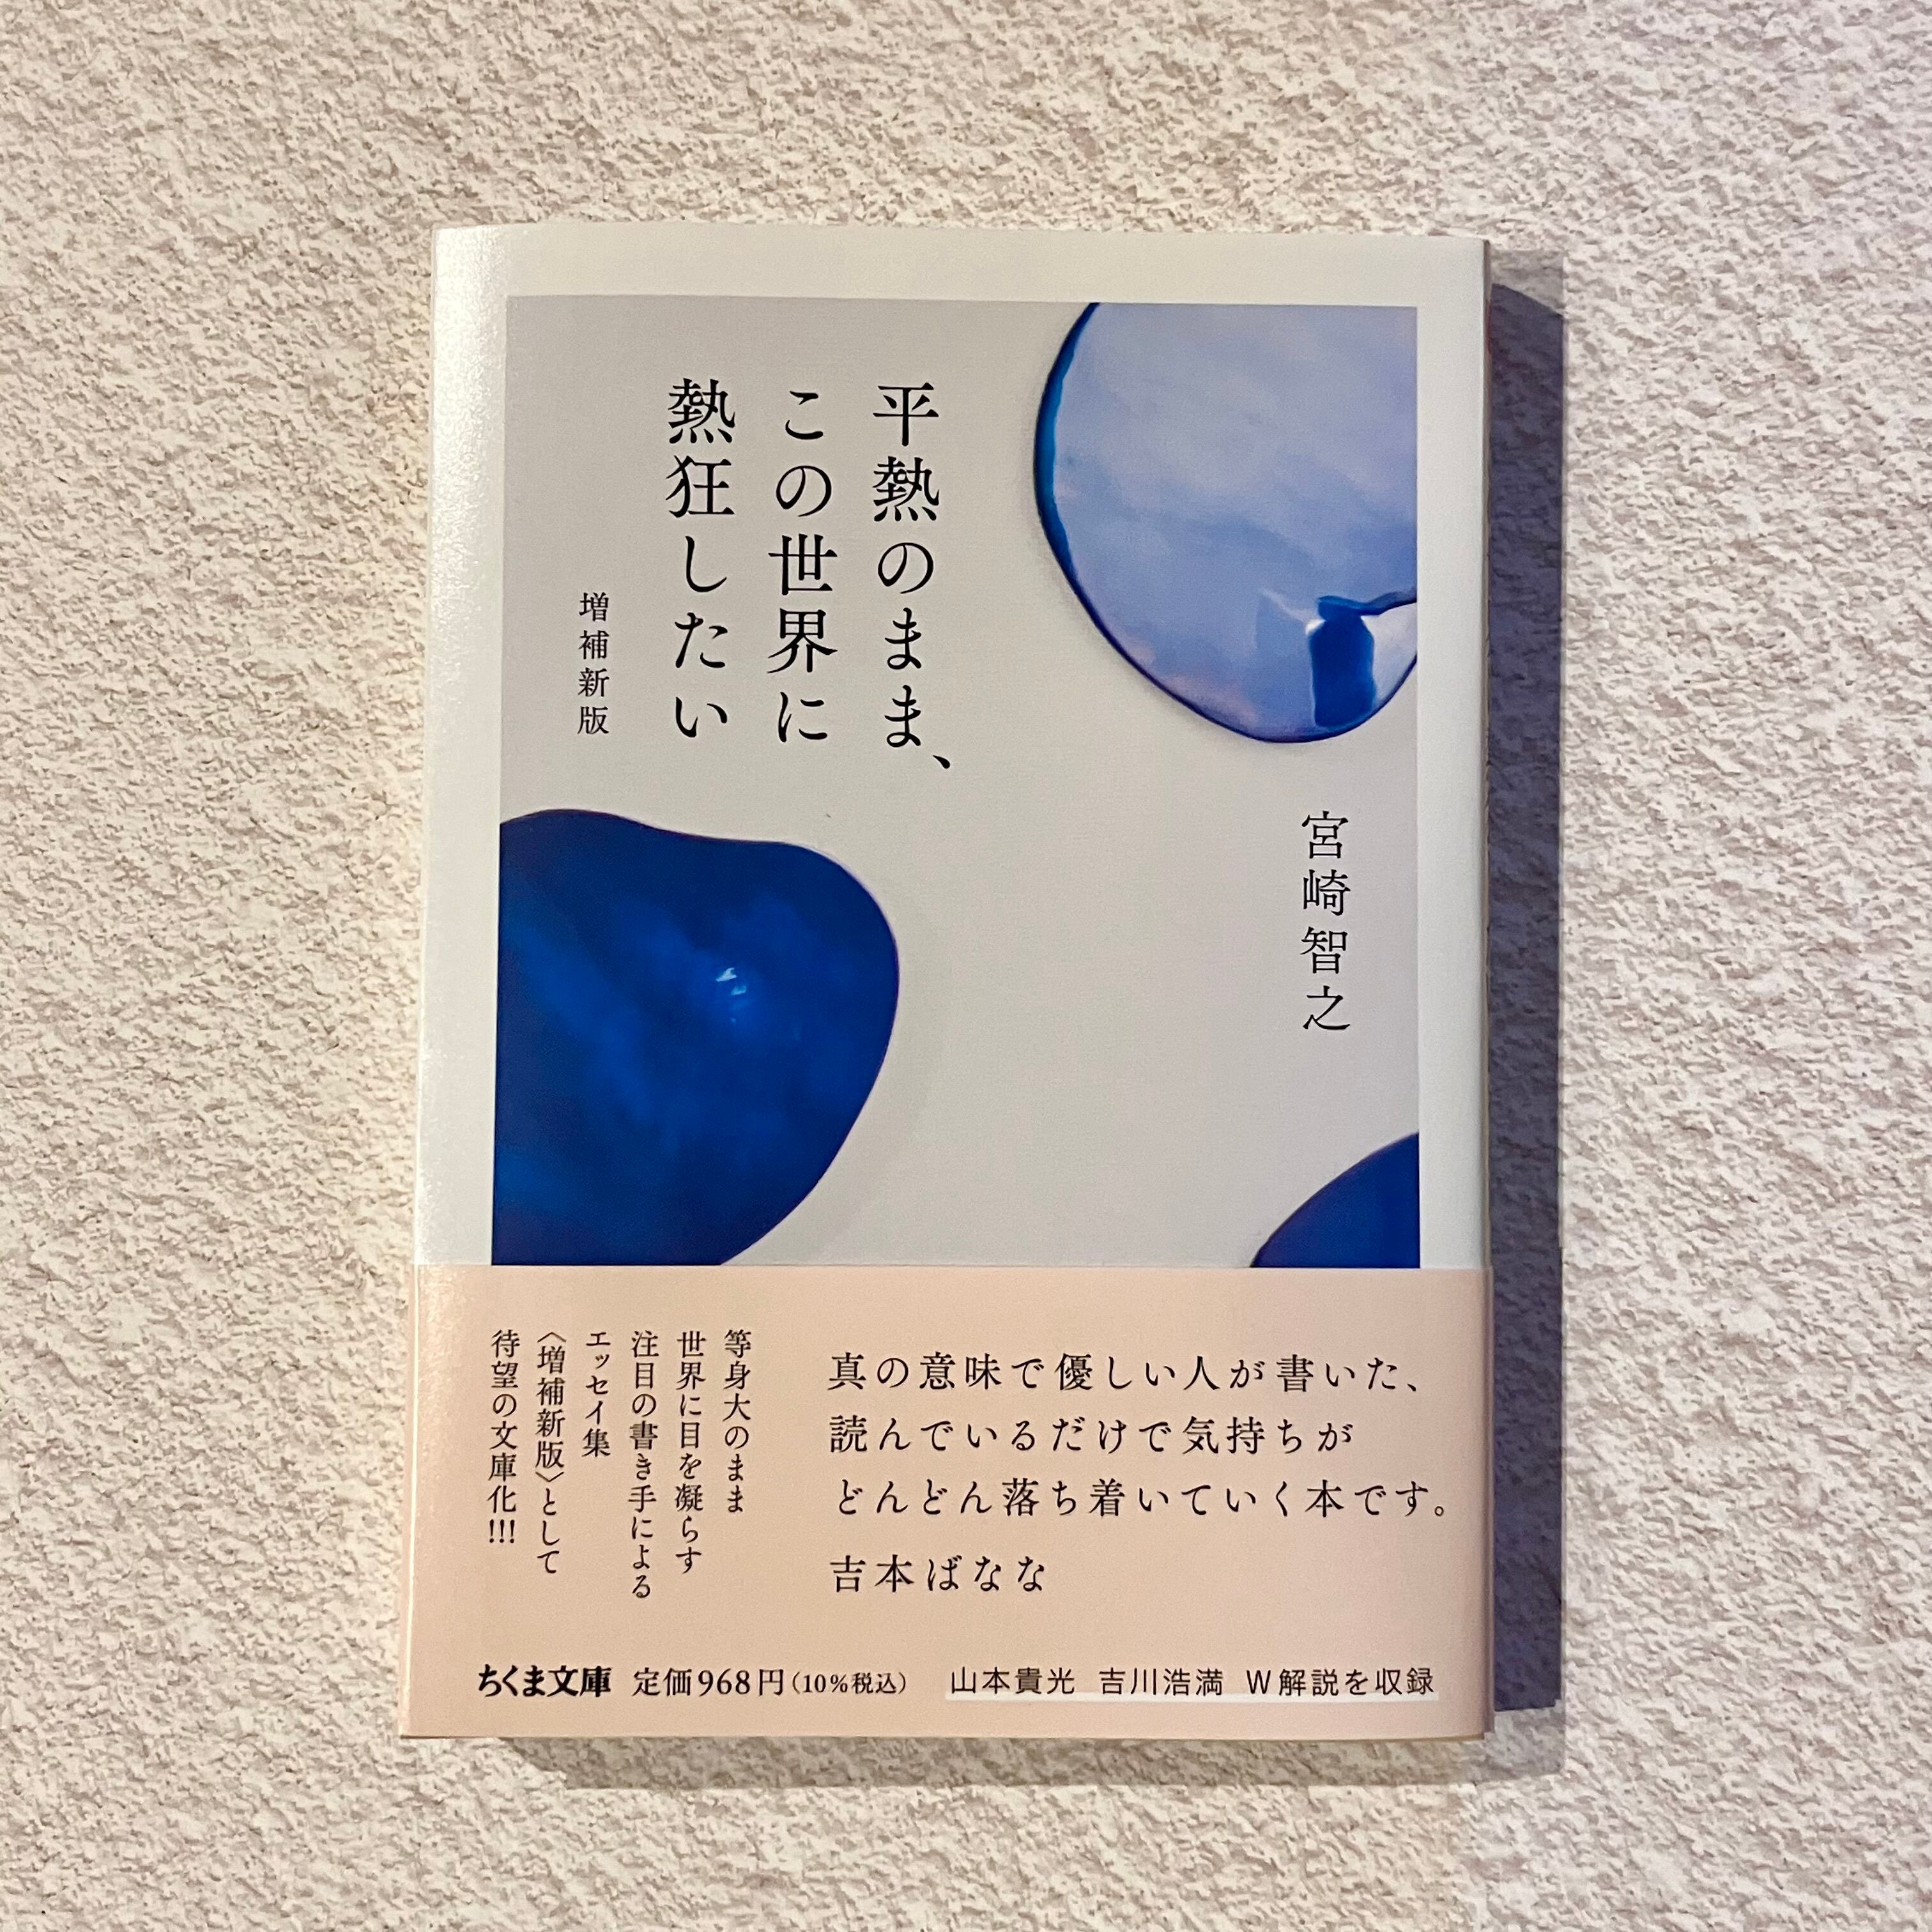 平熱のまま、
この世界に
熱狂したい
増補新版
宮崎智之
真の意味で優しい人が書いた、
読んでいるだけで気持ちが
どんどん落ち着いていく本です。
吉本ばなな
等身大のまま
世界に目を凝らす
注目の書き手による
エッセイ集
〈増補新版〉として
待望の文庫化!!!
ちくま文庫 定価968円(10%税込)
山本貴光 吉川浩満 W解説を収録